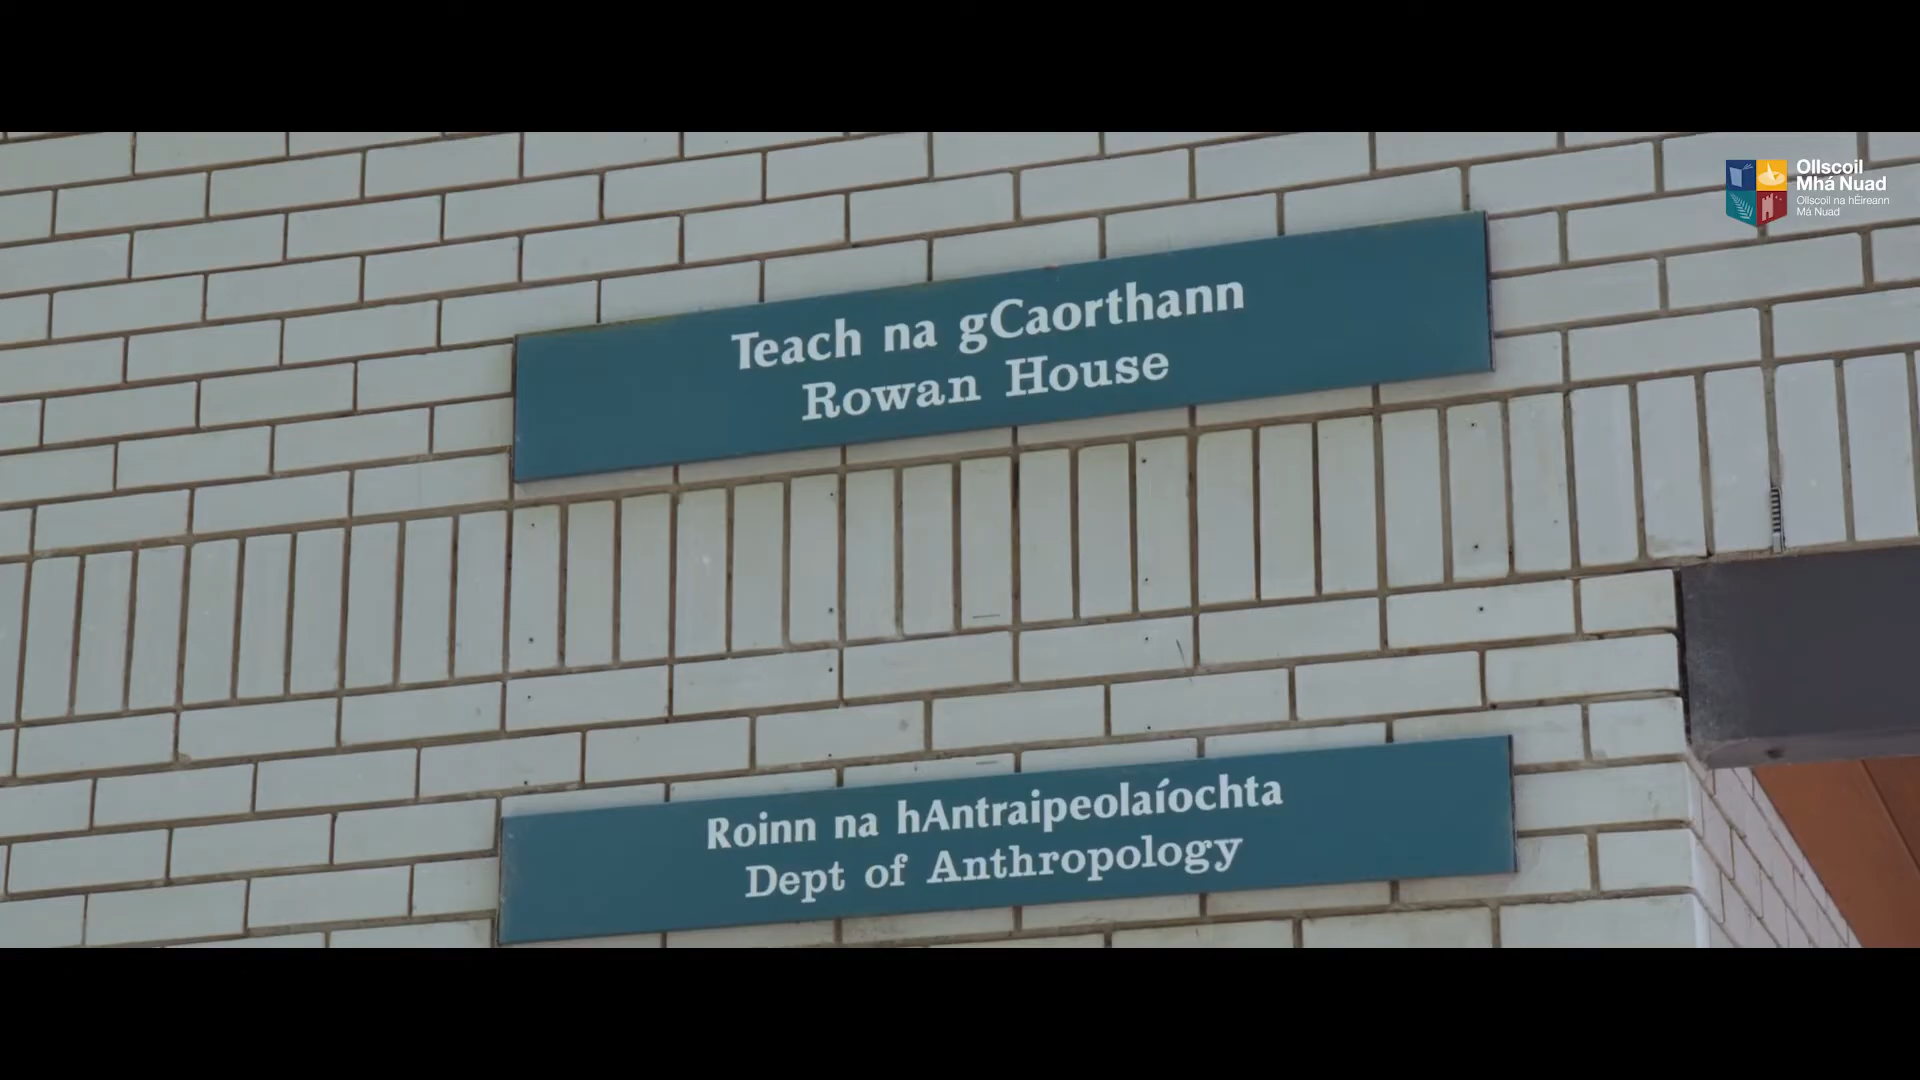 Ollscoil
Mhá Nuad
Ollscoil na hÉireann
Má Nuad
Teach na gCaorthann
Rowan House
Roinn na hAntraipeolaíochta
Dept of Anthropology